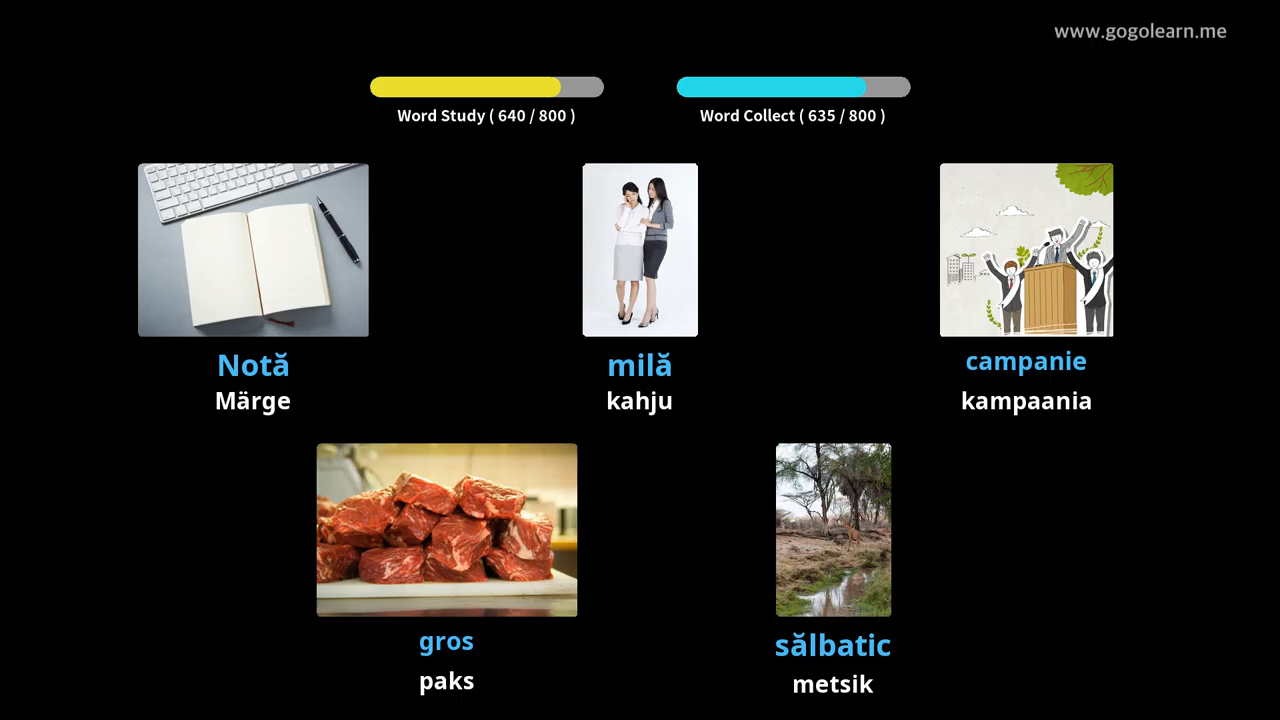 www.gogolearn.me
Word Study ( 640 / 800 )
Word Collect ( 635 / 800 )
Notă
Märge
milă
kahju
campanie
kampaania
gros
paks
sălbatic
metsik